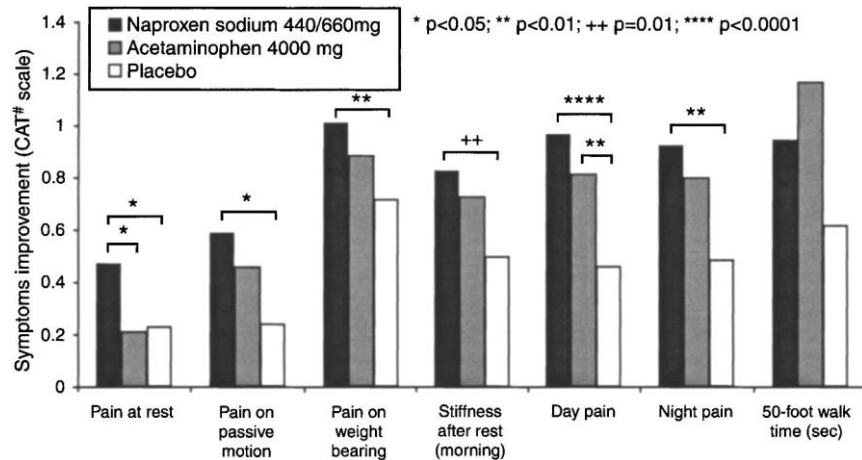 Symptoms improvement (CAT# scale)
1.4
1.2
1
0.8
0.6
0.4
0.2
0
Naproxen sodium 440/660mg
Acetaminophen 4000 mg
Placebo
* p<0.05; ** p<0.01; ++ p=0.01; **** p<0.0001
*
*
*
**
++
****
**
**
Pain at rest
Pain on
passive
motion
Pain on
weight
bearing
Stiffness
after rest
(morning)
Day pain
Night pain
50-foot walk
time (sec)